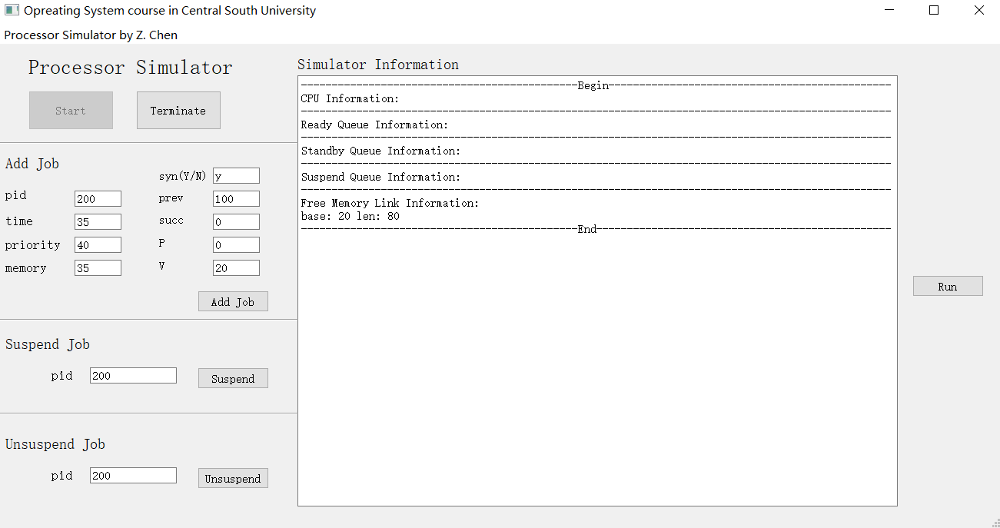 Opreating System course in Central South University
Processor Simulator by Z. Chen
Processor Simulator
Start
Terminate
Add Job
pid 200
time 35
priority 40
memory 35
syn(Y/N) y
prev 100
succ 0
P 0
V 20
Add Job
Suspend Job
pid 200
Suspend
Unsuspend Job
pid 200
Unsuspend
Simulator Information
Begin
CPU Information:
Ready Queue Information:
Standby Queue Information:
Suspend Queue Information:
Free Memory Link Information:
base: 20 len: 80
End
Run